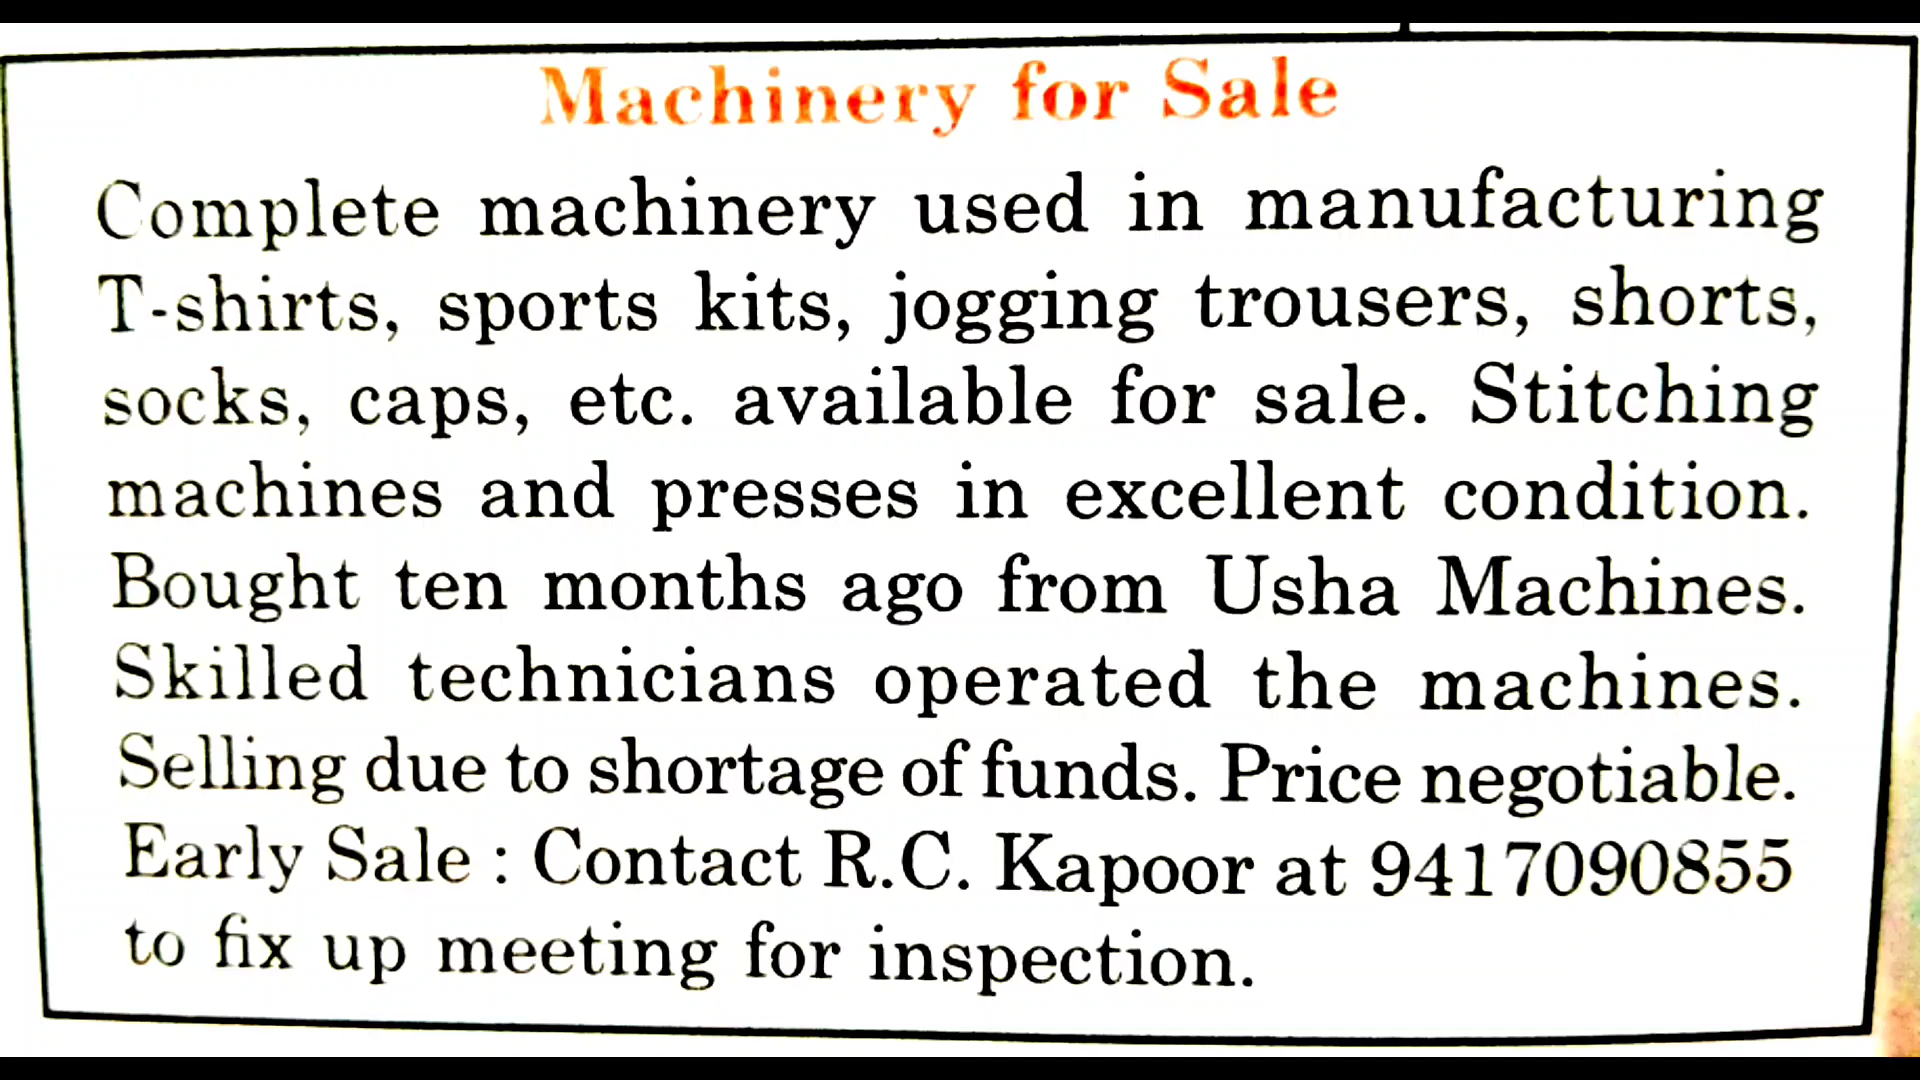 Machinery for Sale
Complete machinery used in manufacturing
T-shirts, sports kits, jogging trousers, shorts,
socks, caps, etc. available for sale. Stitching
machines and presses in excellent condition.
Bought ten months ago from Usha Machines.
Skilled technicians operated the machines.
Selling due to shortage of funds. Price negotiable.
Early Sale : Contact R.C. Kapoor at 9417090855
to fix up meeting for inspection.